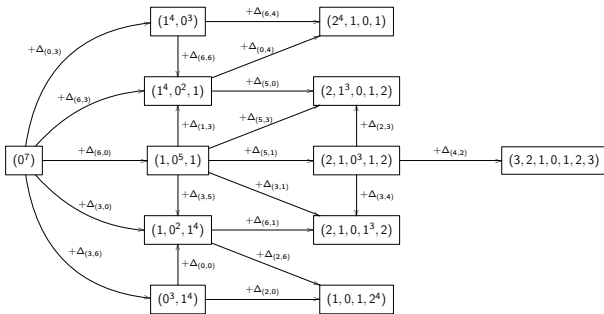 (1⁴, 0³) +Δ₍₆,₄₎ (2⁴, 1, 0, 1)
+Δ₍₀,₃₎ +Δ₍₆,₆₎ +Δ₍₀,₄₎
+Δ₍₆,₃₎ (1⁴, 0², 1) +Δ₍₅,₀₎ (2, 1³, 0, 1, 2)
+Δ₍₁,₃₎ +Δ₍₅,₃₎ +Δ₍₂,₃₎
(0⁷) +Δ₍₆,₀₎ (1, 0⁵, 1) +Δ₍₅,₁₎ (2, 1, 0³, 1, 2) +Δ₍₄,₂₎ (3, 2, 1, 0, 1, 2, 3)
+Δ₍₃,₀₎ +Δ₍₃,₅₎ +Δ₍₃,₁₎ +Δ₍₃,₄₎
(1, 0², 1⁴) +Δ₍₆,₁₎ (2, 1, 0, 1³, 2)
+Δ₍₃,₆₎ +Δ₍₀,₀₎ +Δ₍₂,₆₎
(0³, 1⁴) +Δ₍₂,₀₎ (1, 0, 1, 2⁴)